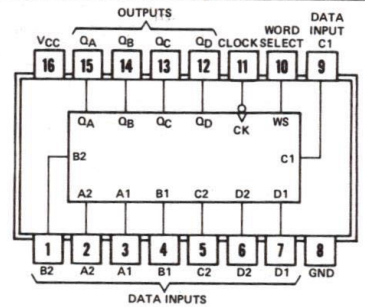 OUTPUTS
DATA
WORD INPUT
VCC QA QB QC QD CLOCK SELECT C1
16 15 14 13 12 11 10 9
QA QB QC QD CK WS
B2 C1
A2 A1 B1 C2 D2 D1
1 2 3 4 5 6 7 8
B2 A2 A1 B1 C2 D2 D1 GND
DATA INPUTS